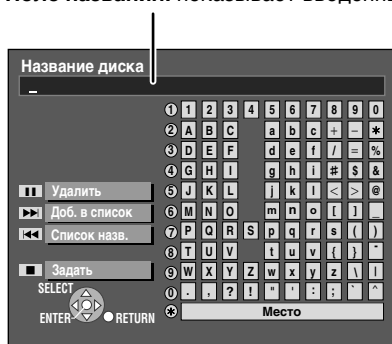 показывает
Название диска
_
① 1 2 3 4 5 6 7 8 9 0
② A B C a b c + - *
③ D E F d e f / = %
④ G H I g h i # $ &
Удалить ⑤ J K L j k l < > @
Доб. в список ⑥ M N O m n o [ ] _
Список назв. ⑦ P Q R S p q r s ( )
⑧ T U V t u v { } ˜
Задать ⑨ W X Y Z w x y z \ |
SELECT ⓪ . , ? ! " ' : ; ` ^
ENTER RETURN ✱ Место